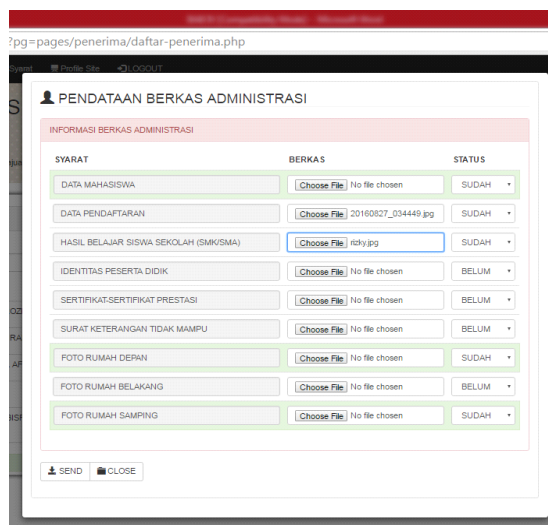 ?pg=pages/penerima/daftar-penerima.php
Syarat Profile Site LOGOUT
PENDATAAN BERKAS ADMINISTRASI
INFORMASI BERKAS ADMINISTRASI
SYARAT BERKAS STATUS
DATA MAHASISWA Choose File No file chosen SUDAH
DATA PENDAFTARAN Choose File 20160827_034449.jpg SUDAH
HASIL BELAJAR SISWA SEKOLAH (SMK/SMA) Choose File rizky.jpg SUDAH
IDENTITAS PESERTA DIDIK Choose File No file chosen BELUM
SERTIFIKAT-SERTIFIKAT PRESTASI Choose File No file chosen BELUM
SURAT KETERANGAN TIDAK MAMPU Choose File No file chosen BELUM
FOTO RUMAH DEPAN Choose File No file chosen SUDAH
FOTO RUMAH BELAKANG Choose File No file chosen BELUM
FOTO RUMAH SAMPING Choose File No file chosen SUDAH
SEND CLOSE